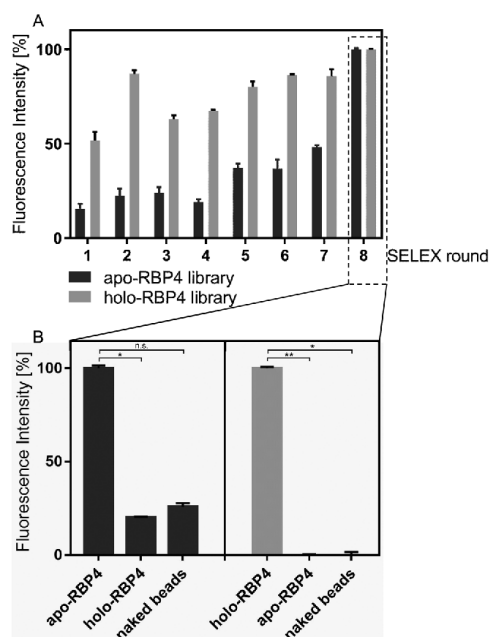 A
Fluorescence Intensity [%]
100
50
0
1 2 3 4 5 6 7 8 SELEX round
apo-RBP4 library
holo-RBP4 library
B
Fluorescence Intensity [%]
100
50
0
n.s.
*
*
**
apo-RBP4
holo-RBP4
naked beads
holo-RBP4
apo-RBP4
naked beads